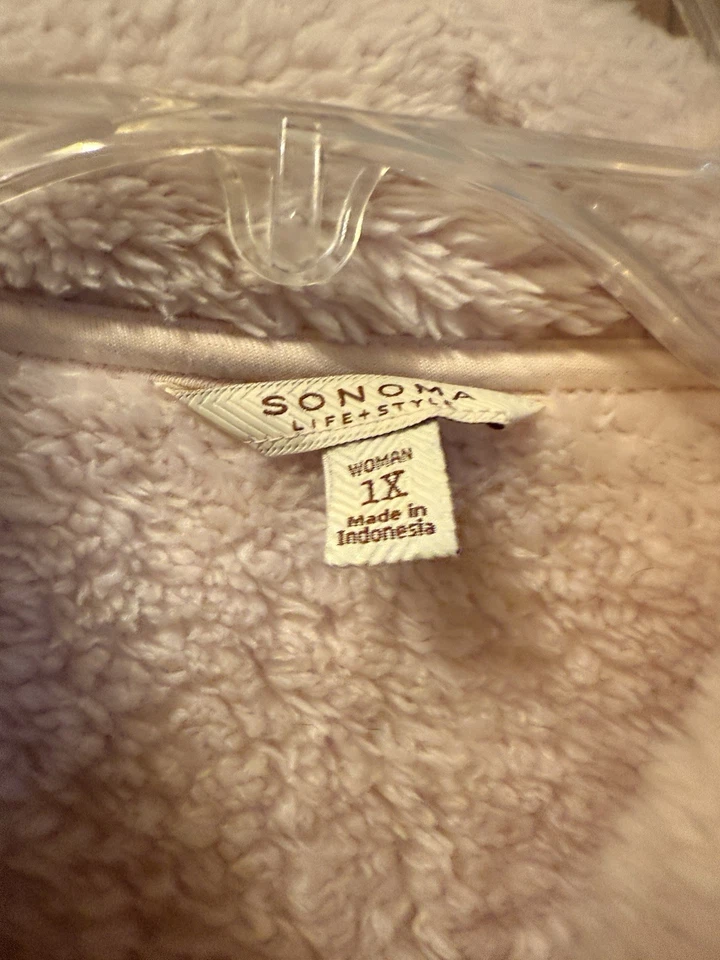 SONOMA
LIFE+STYLE
WOMAN
1X
Made in
Indonesia